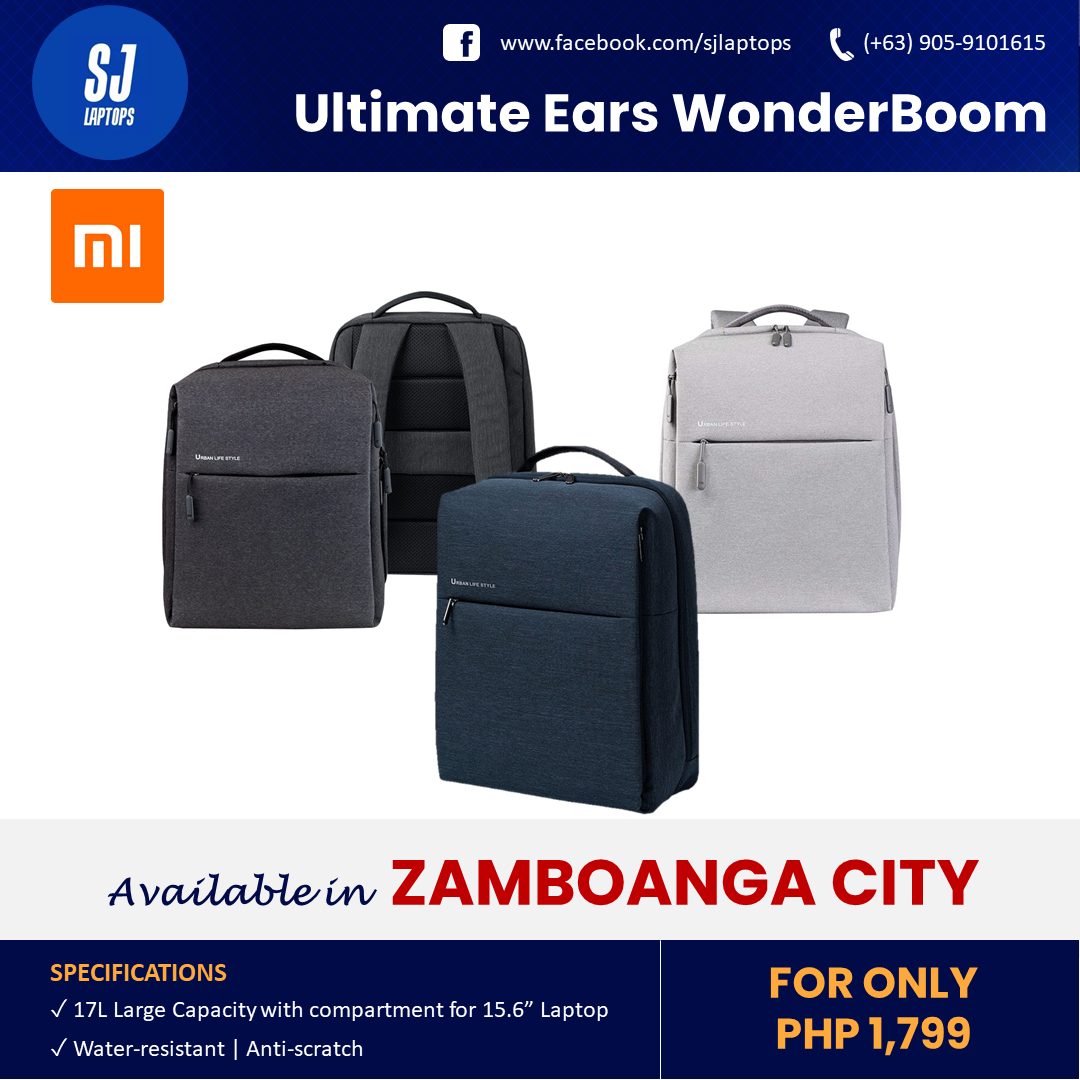 SJ
LAPTOPS
www.facebook.com/sjlaptops
(+63) 905-9101615
Ultimate Ears WonderBoom
mi
URBAN LIFE STYLE
URBAN LIFE STYLE
URBAN LIFE STYLE
Available in ZAMBOANGA CITY
SPECIFICATIONS
✓ 17L Large Capacity with compartment for 15.6” Laptop
✓ Water-resistant | Anti-scratch
FOR ONLY
PHP 1,799